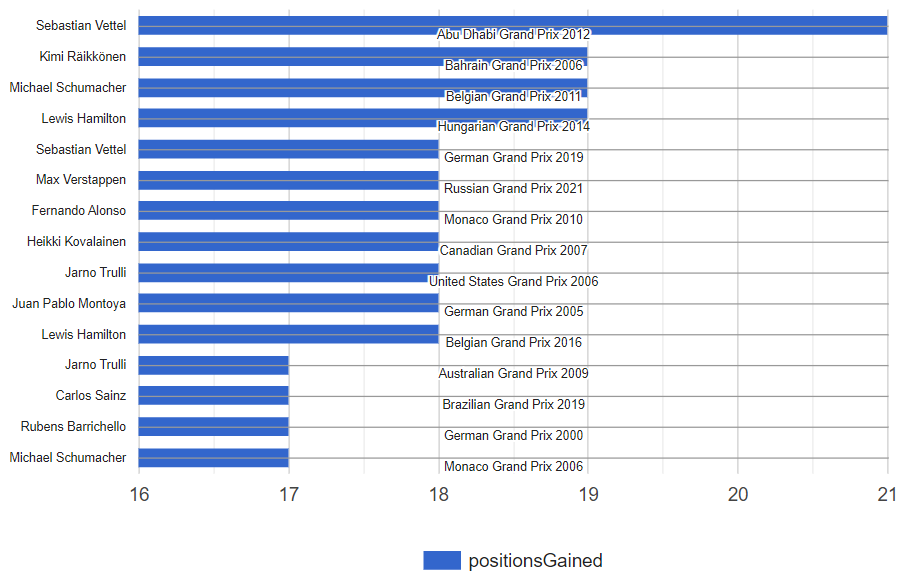 Sebastian Vettel
Abu Dhabi Grand Prix 2012
Kimi Räikkönen
Bahrain Grand Prix 2006
Michael Schumacher
Belgian Grand Prix 2011
Lewis Hamilton
Hungarian Grand Prix 2014
Sebastian Vettel
German Grand Prix 2019
Max Verstappen
Russian Grand Prix 2021
Fernando Alonso
Monaco Grand Prix 2010
Heikki Kovalainen
Canadian Grand Prix 2007
Jarno Trulli
United States Grand Prix 2006
Juan Pablo Montoya
German Grand Prix 2005
Lewis Hamilton
Belgian Grand Prix 2016
Jarno Trulli
Australian Grand Prix 2009
Carlos Sainz
Brazilian Grand Prix 2019
Rubens Barrichello
German Grand Prix 2000
Michael Schumacher
Monaco Grand Prix 2006
16 17 18 19 20 21
positionsGained